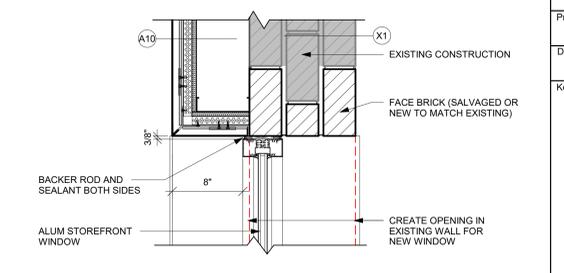 A10
X1
EXISTING CONSTRUCTION
FACE BRICK (SALVAGED OR
NEW TO MATCH EXISTING)
3/8"
BACKER ROD AND
SEALANT BOTH SIDES
8"
ALUM STOREFRONT
WINDOW
CREATE OPENING IN
EXISTING WALL FOR
NEW WINDOW